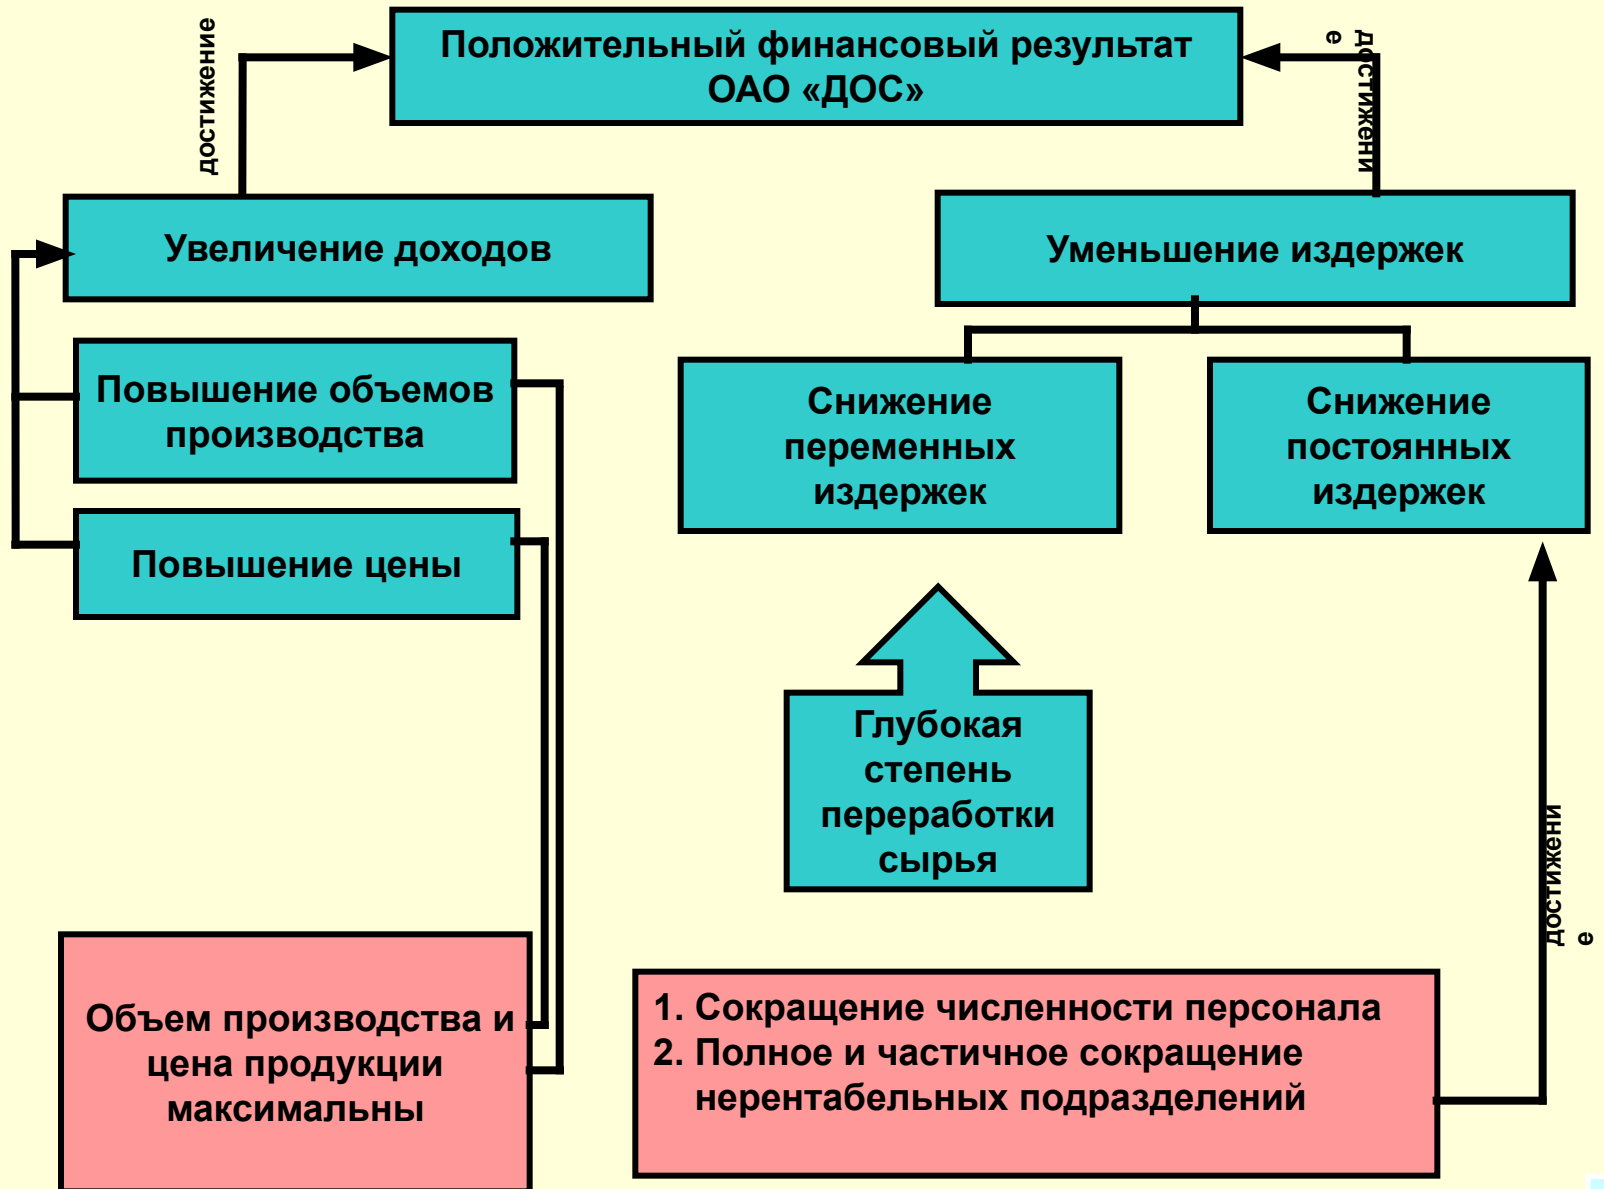 достижение
Положительный финансовый результат
ОАО «ДОС»
достижени
е
Увеличение доходов
Уменьшение издержек
Повышение объемов
производства
Снижение
переменных
издержек
Снижение
постоянных
издержек
Повышение цены
Глубокая
степень
переработки
сырья
достижени
е
Объем производства и
цена продукции
максимальны
1. Сокращение численности персонала
2. Полное и частичное сокращение
нерентабельных подразделений